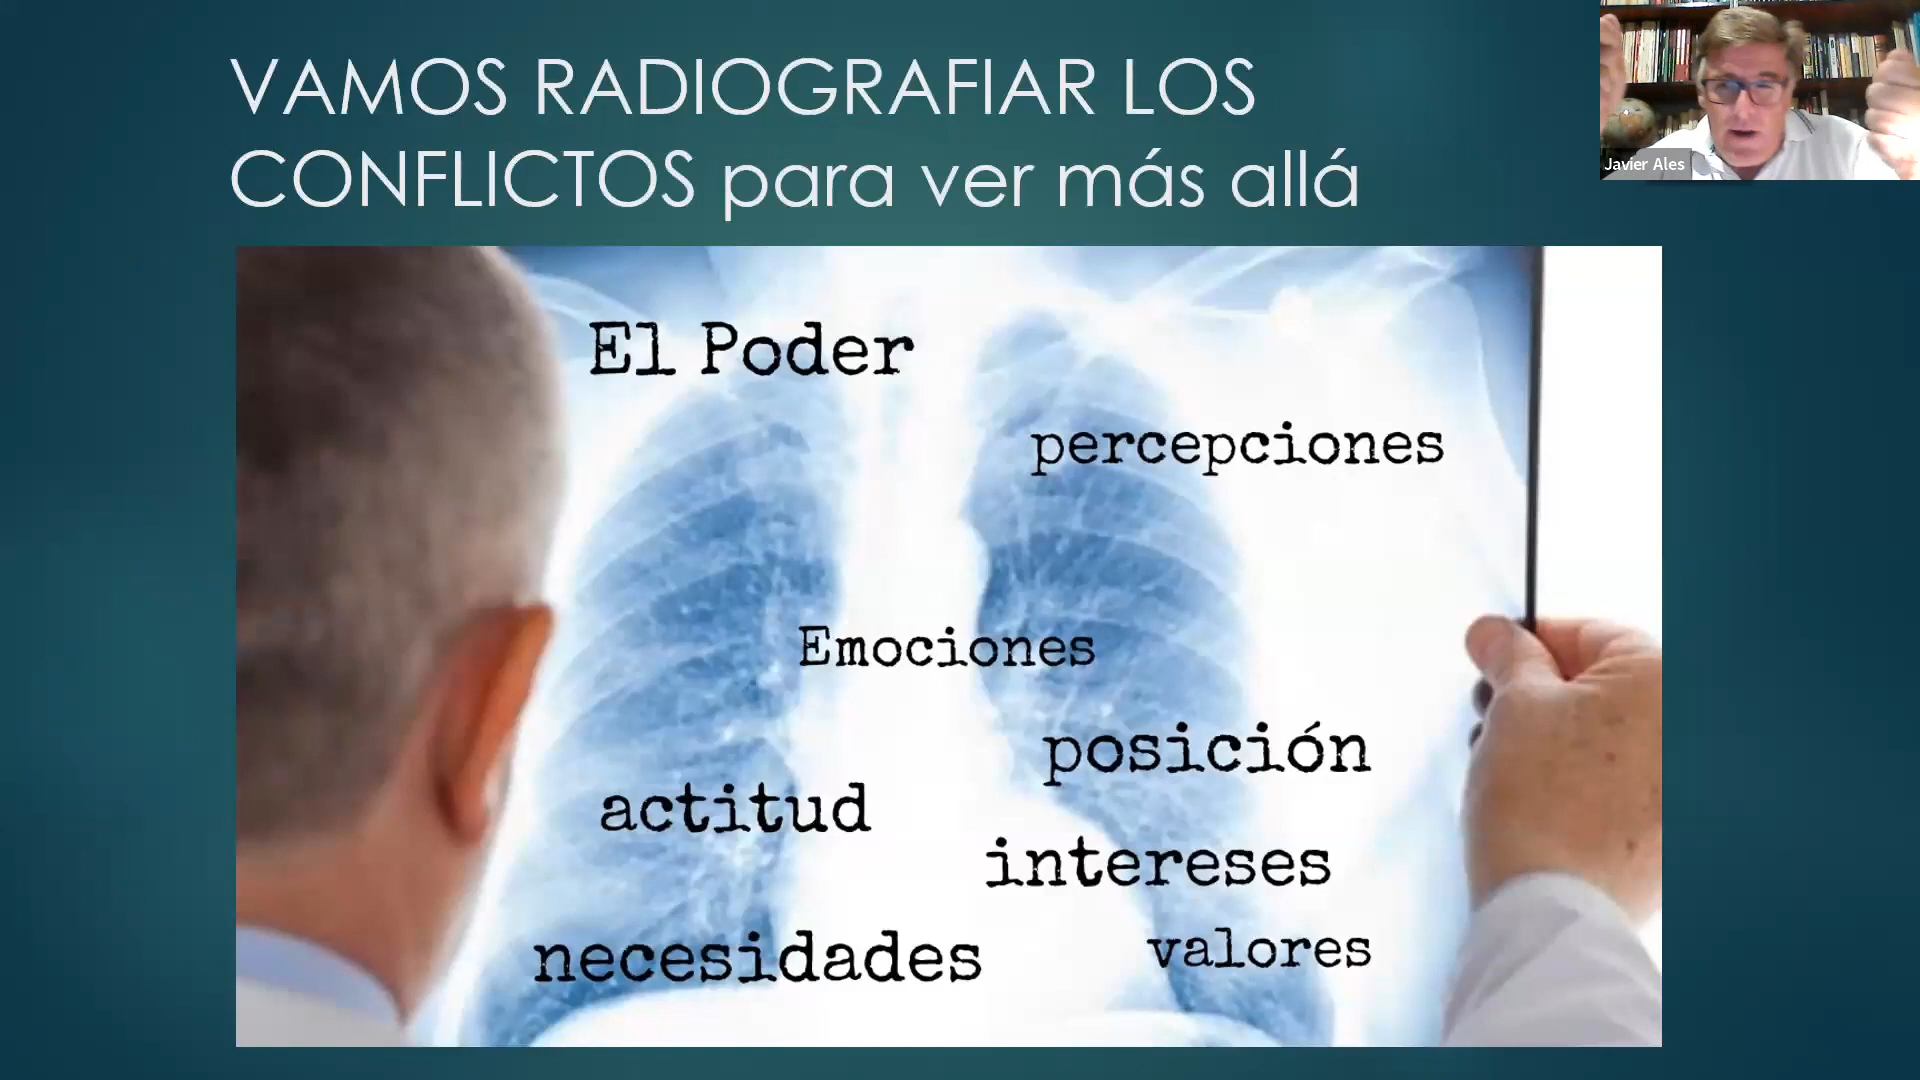 VAMOS RADIOGRAFIAR LOS
CONFLICTOS para ver más allá
Javier Ales
El Poder
percepciones
Emociones
posición
actitud
intereses
necesidades
valores